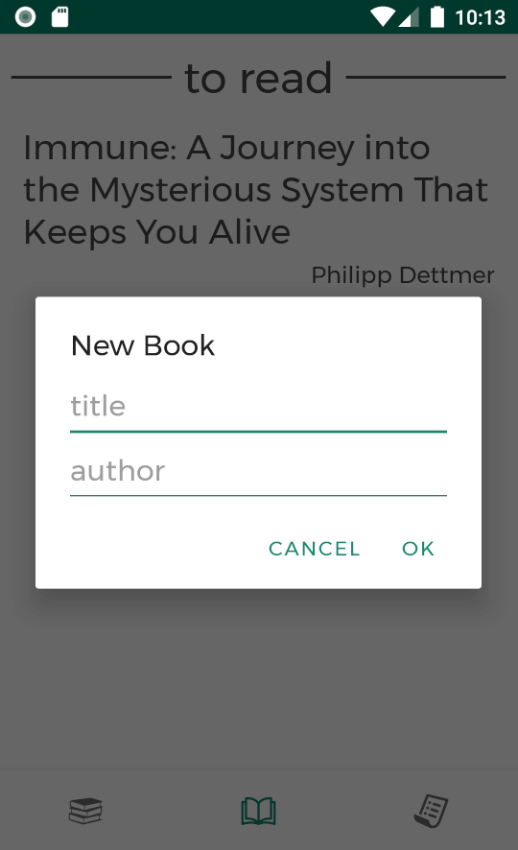 10:13
to read
Immune: A Journey into
the Mysterious System That
Keeps You Alive
Philipp Dettmer
New Book
title
author
CANCEL OK